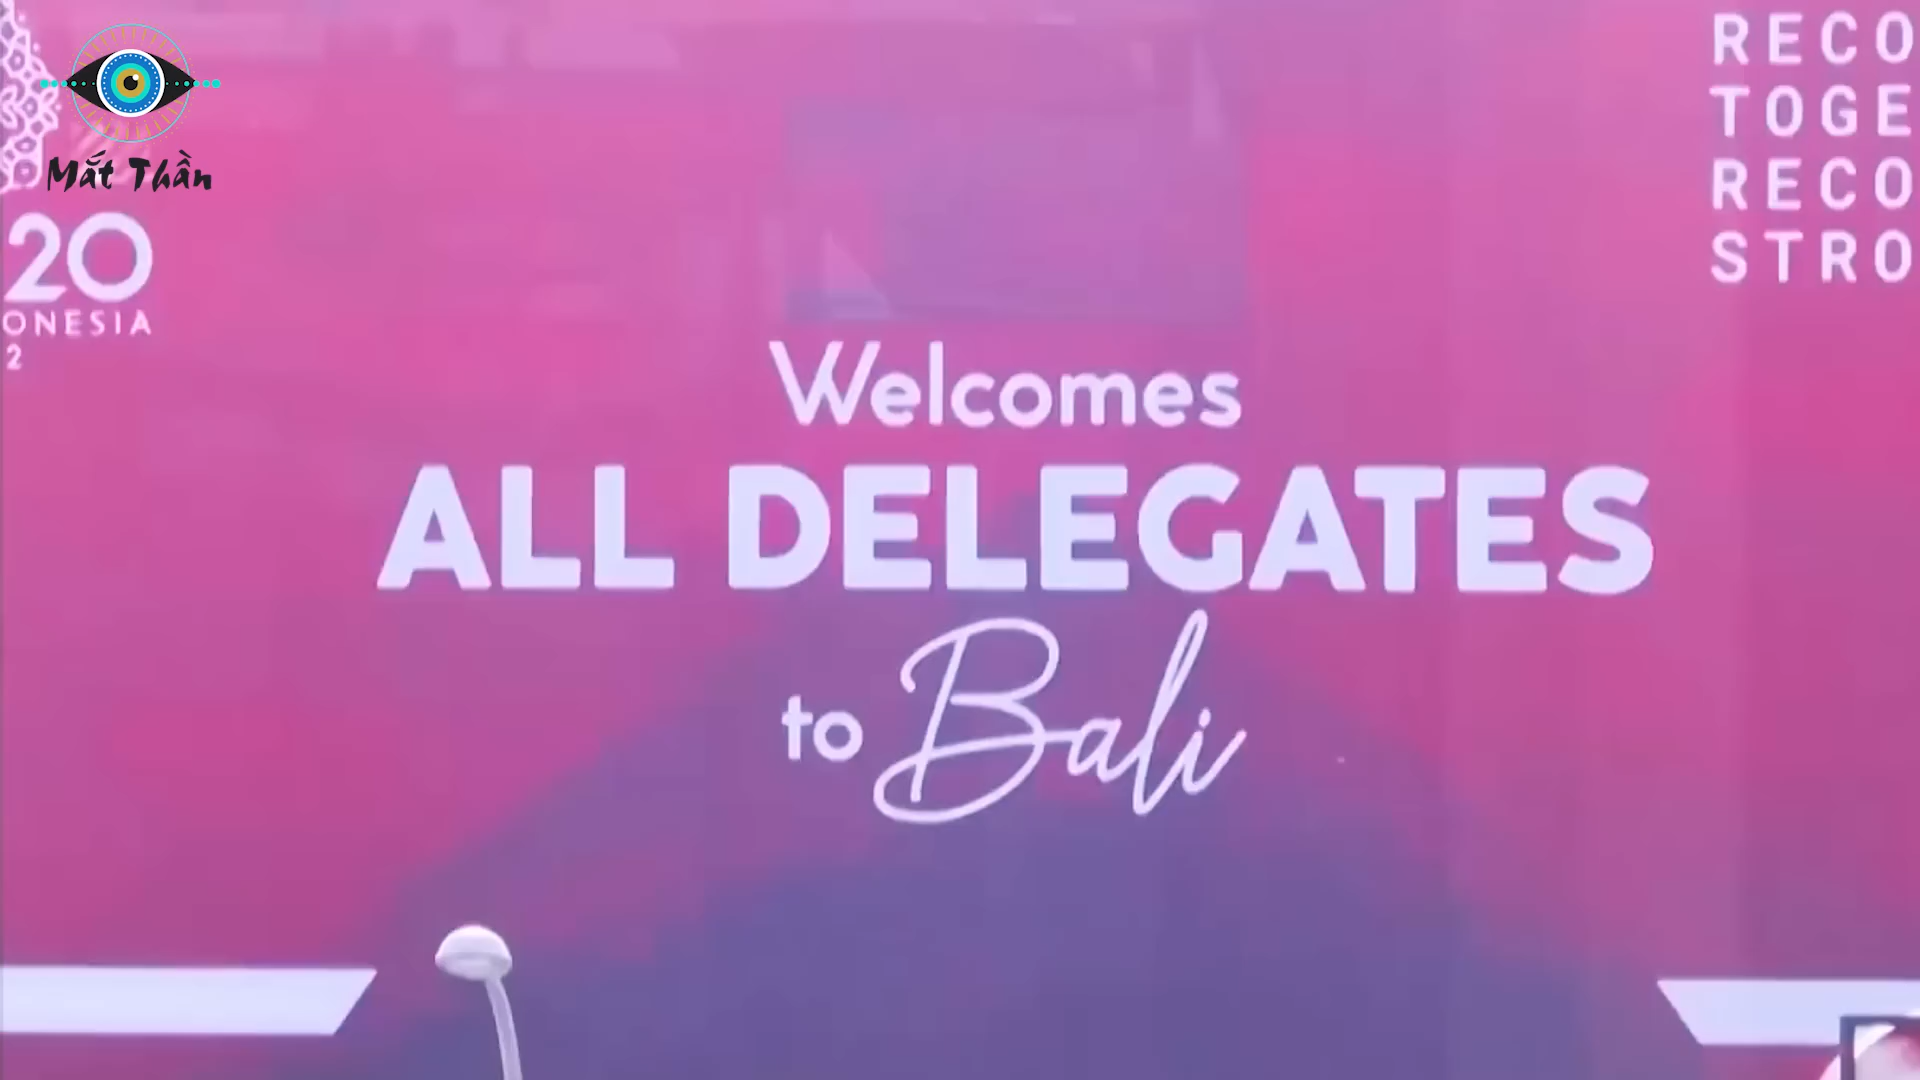 Mắt Thần
20
ONESIA
2
Welcomes
ALL DELEGATES
to Bali
RECO
TOGE
RECO
STRO